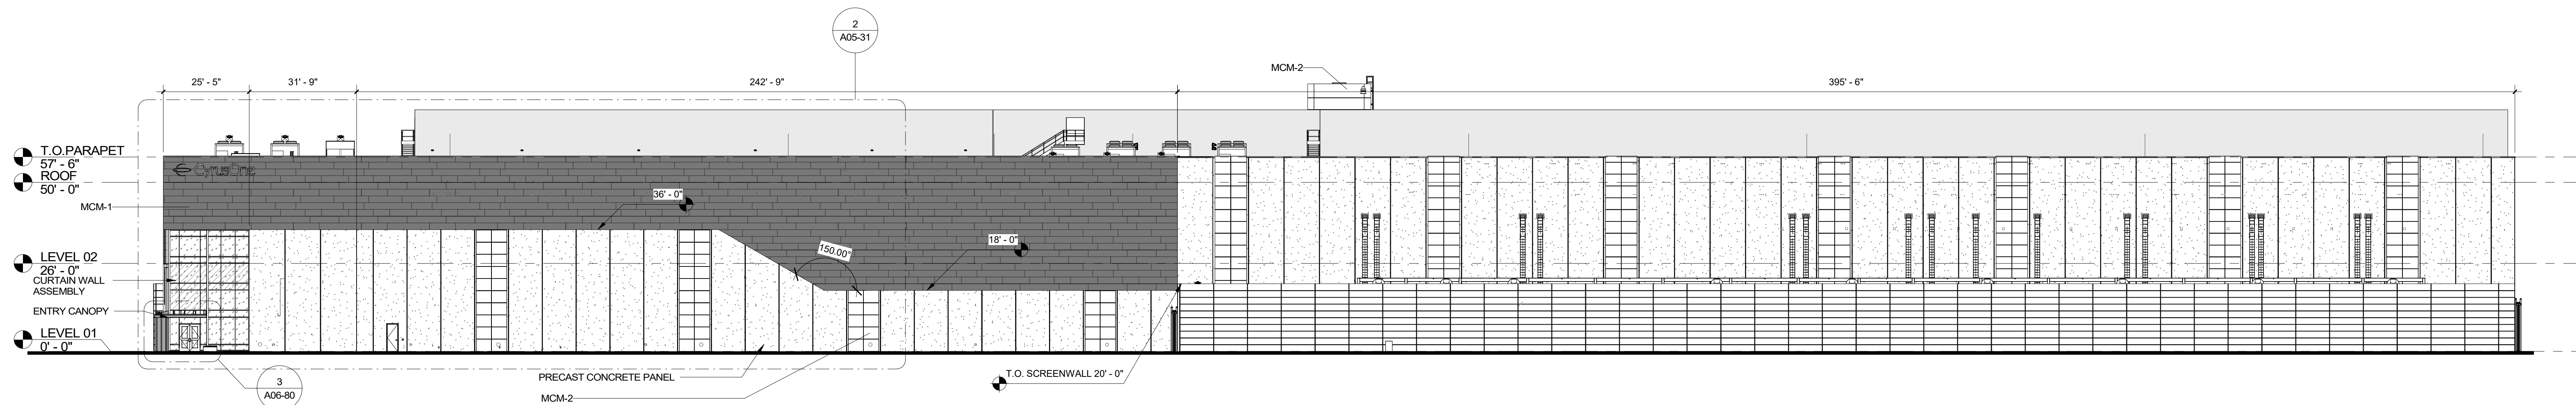 2
A05-31
MCM-2
25' - 5"
31' - 9"
242' - 9"
395' - 6"
T.O.PARAPET
57' - 6"
ROOF
50' - 0"
CyrusOne
MCM-1
36' - 0"
18' - 0"
150.00°
LEVEL 02
26' - 0"
CURTAIN WALL
ASSEMBLY
ENTRY CANOPY
LEVEL 01
0' - 0"
PRECAST CONCRETE PANEL
T.O. SCREENWALL 20' - 0"
3
A06-80
MCM-2